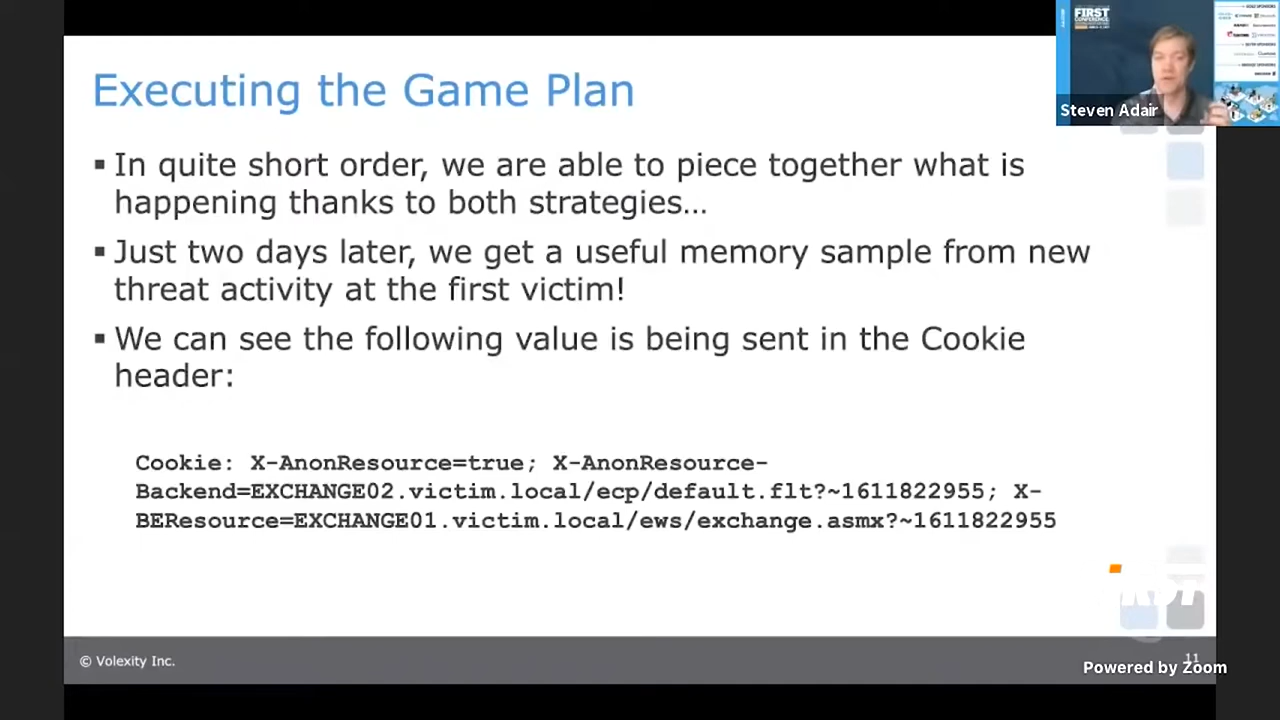 Executing the Game Plan
FIRST
CONFERENCE
Steven Adair
▪ In quite short order, we are able to piece together what is
happening thanks to both strategies…
▪ Just two days later, we get a useful memory sample from new
threat activity at the first victim!
▪ We can see the following value is being sent in the Cookie
header:
Cookie: X-AnonResource=true; X-AnonResource-
Backend=EXCHANGE02.victim.local/ecp/default.flt?~1611822955; X-
BEResource=EXCHANGE01.victim.local/ews/exchange.asmx?~1611822955
© Volexity Inc.
11
Powered by Zoom